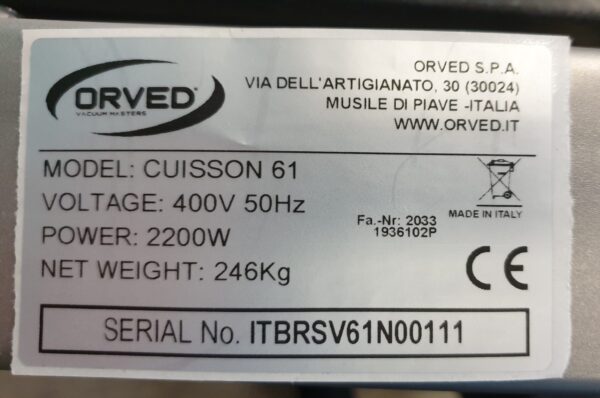 ORVED
VACUUM MASTERS
ORVED S.P.A.
VIA DELL'ARTIGIANATO, 30 (30024)
MUSILE DI PIAVE -ITALIA
WWW.ORVED.IT
MODEL: CUISSON 61
VOLTAGE: 400V 50Hz
POWER: 2200W
NET WEIGHT: 246Kg
Fa.-Nr: 2033
1936102P
MADE IN ITALY
CE
SERIAL No. ITBRSV61N00111